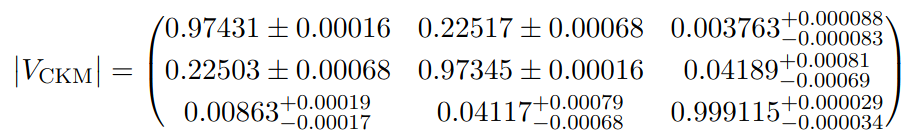 |V_CKM| = ( 0.97431 ± 0.00016 0.22517 ± 0.00068 0.003763^{+0.000088}_{−0.000083}
0.22503 ± 0.00068 0.97345 ± 0.00016 0.04189^{+0.00081}_{−0.00069}
0.00863^{+0.00019}_{−0.00017} 0.04117^{+0.00079}_{−0.00068} 0.999115^{+0.000029}_{−0.000034} )